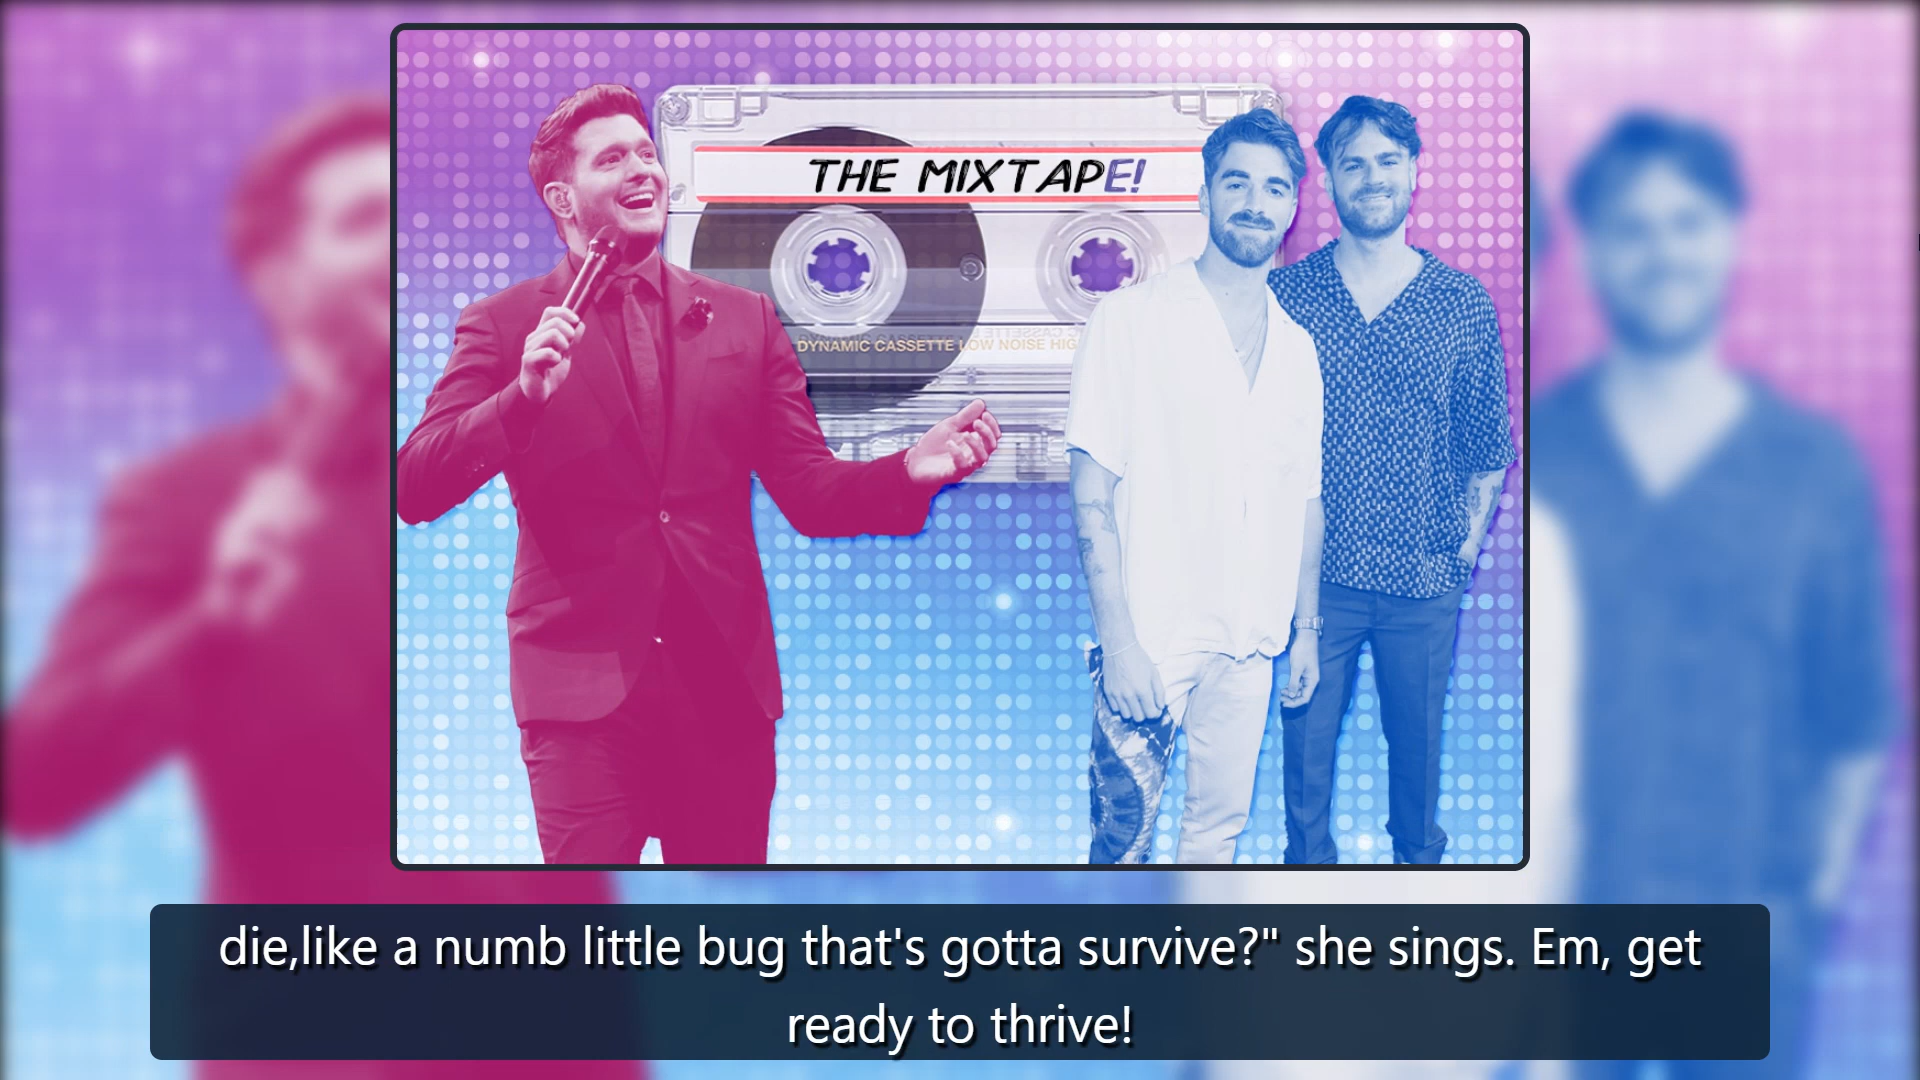 THE MIXTAPE!
DYNAMIC CASSETTE LOW NOISE HIG
die,like a numb little bug that's gotta survive?" she sings. Em, get
ready to thrive!